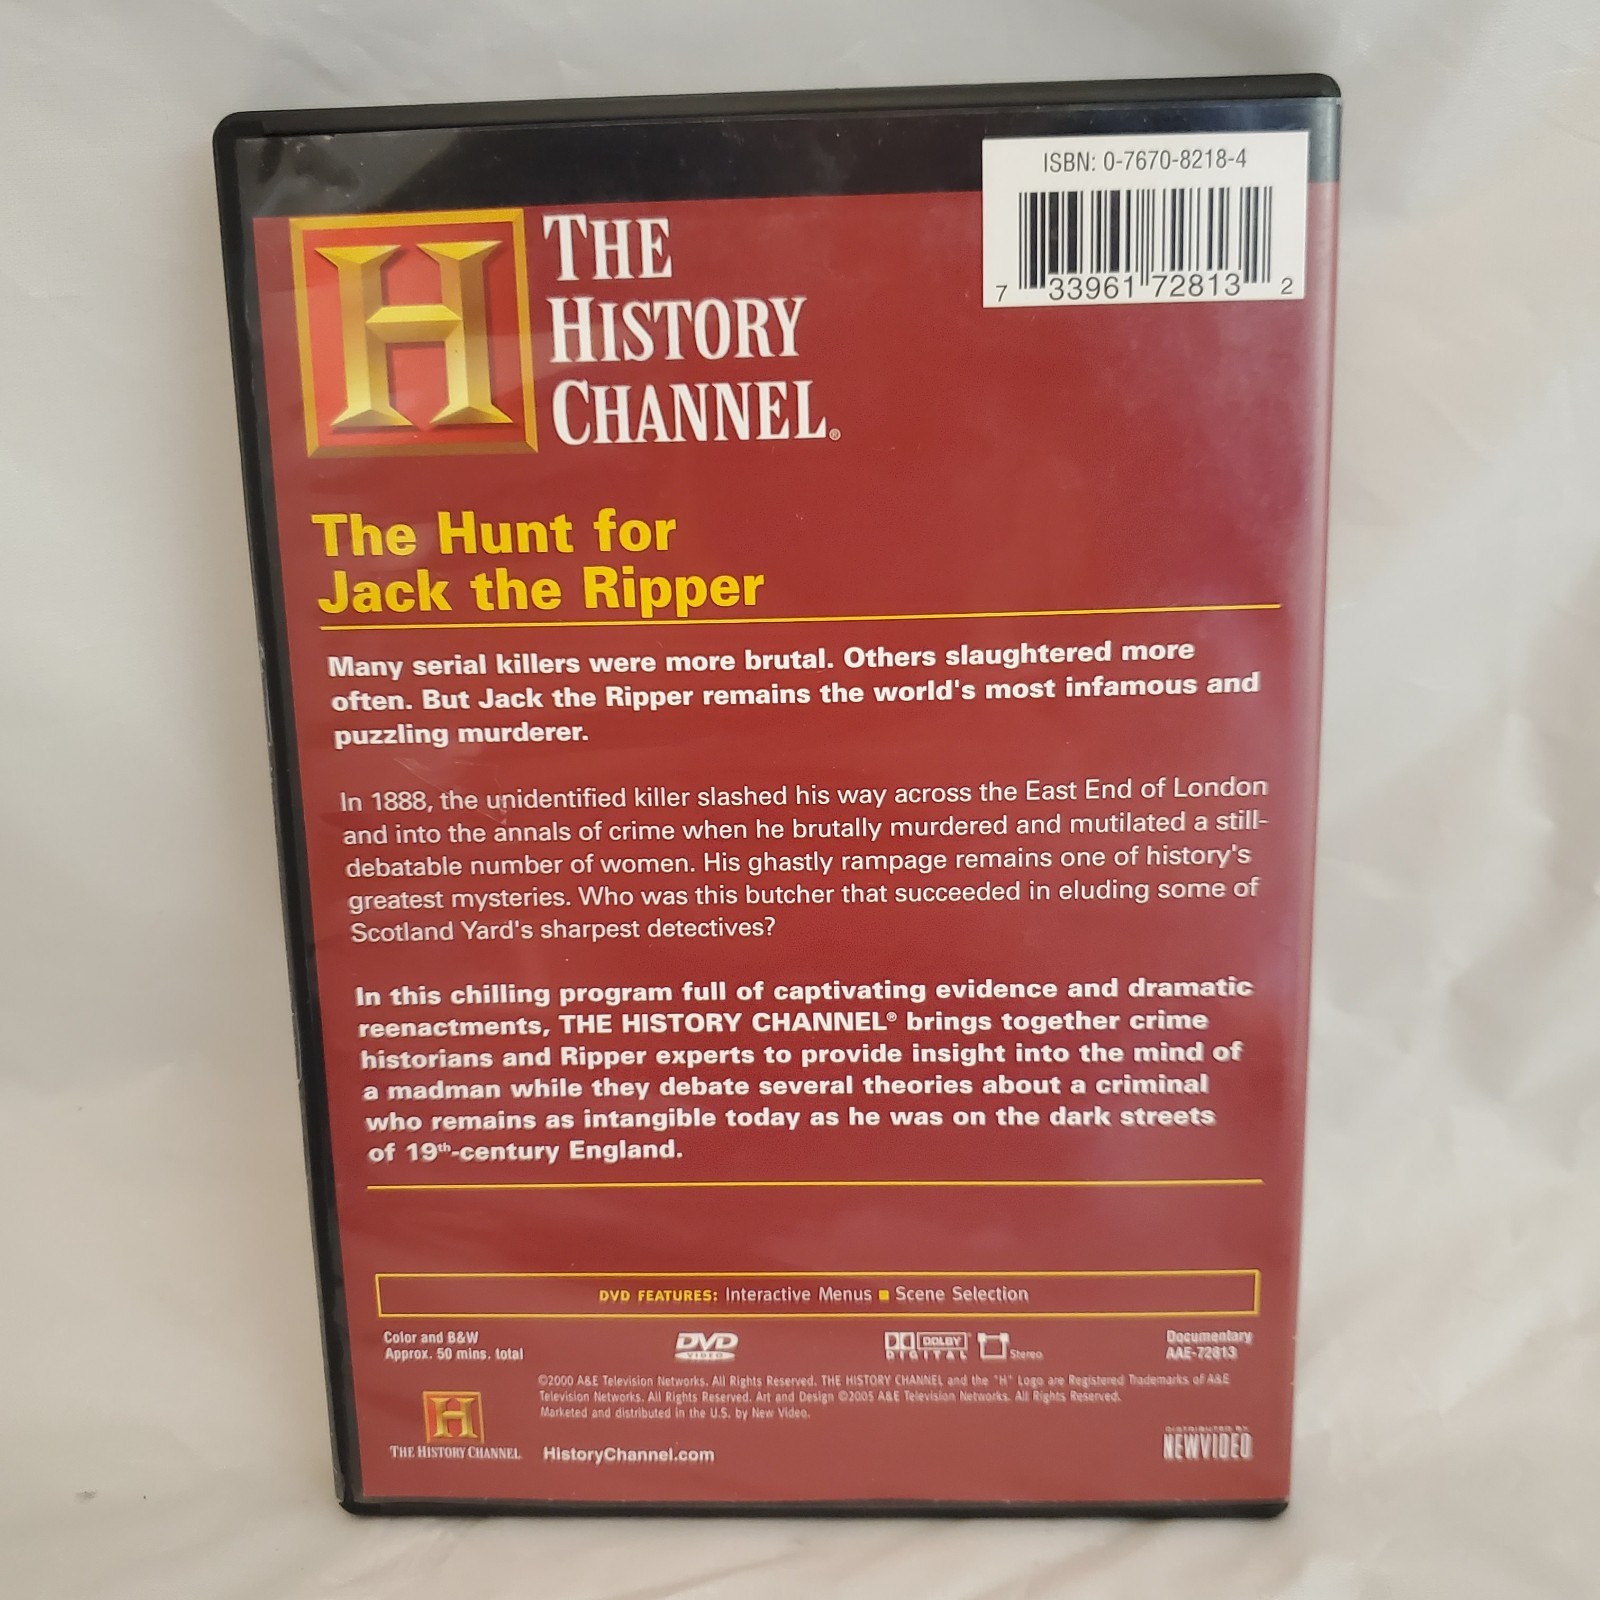 ISBN: 0-7670-8218-4
7 33961 72813 2
H
THE
HISTORY
CHANNEL®
The Hunt for
Jack the Ripper
Many serial killers were more brutal. Others slaughtered more
often. But Jack the Ripper remains the world's most infamous and
puzzling murderer.
In 1888, the unidentified killer slashed his way across the East End of London
and into the annals of crime when he brutally murdered and mutilated a still-
debatable number of women. His ghastly rampage remains one of history's
greatest mysteries. Who was this butcher that succeeded in eluding some of
Scotland Yard's sharpest detectives?
In this chilling program full of captivating evidence and dramatic
reenactments, THE HISTORY CHANNEL® brings together crime
historians and Ripper experts to provide insight into the mind of
a madman while they debate several theories about a criminal
who remains as intangible today as he was on the dark streets
of 19th-century England.
DVD FEATURES: Interactive Menus ■ Scene Selection
Color and B&W
Approx. 50 mins. total
DVD
VIDEO
DOLBY
DIGITAL
Stereo
Documentary
AAE-72813
©2000 A&E Television Networks. All Rights Reserved. THE HISTORY CHANNEL and the "H" Logo are Registered Trademarks of A&E
Television Networks. All Rights Reserved. Art and Design ©2005 A&E Television Networks. All Rights Reserved.
Marketed and distributed in the U.S. by New Video.
H
THE HISTORY CHANNEL
HistoryChannel.com
DISTRIBUTED BY
NEWVIDEO